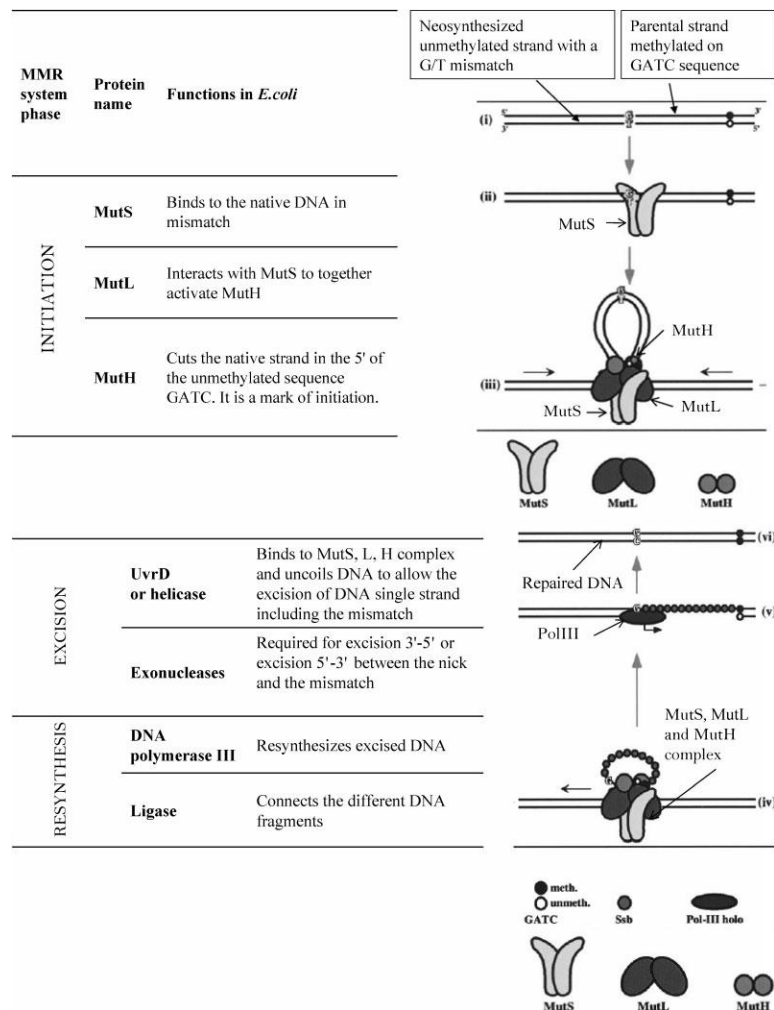 Neosynthesized
unmethylated strand with a
G/T mismatch
Parental strand
methylated on
GATC sequence
MMR
system
phase
Protein
name
Functions in E.coli
(i)
5'
3'
3'
5'
G
T
INITIATION
MutS
Binds to the native DNA in
mismatch
(ii)
MutS
MutL
Interacts with MutS to together
activate MutH
MutH
Cuts the native strand in the 5' of
the unmethylated sequence
GATC. It is a mark of initiation.
MutH
(iii)
MutS
MutL
MutS
MutL
MutH
EXCISION
UvrD
or helicase
Binds to MutS, L, H complex
and uncoils DNA to allow the
excision of DNA single strand
including the mismatch
(vi)
Repaired DNA
Exonucleases
Required for excision 3'-5' or
excision 5'-3' between the nick
and the mismatch
(v)
PolIII
RESYNTHESIS
DNA
polymerase III
Resynthesizes excised DNA
MutS, MutL
and MutH
complex
Ligase
Connects the different DNA
fragments
(iv)
meth.
unmeth.
GATC
Ssb
Pol-III holo
MutS
MutL
MutH